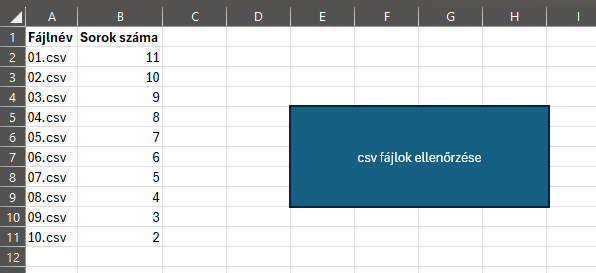 A B C D E F G H I
1 Fájlnév Sorok száma
2 01.csv 11
3 02.csv 10
4 03.csv 9
5 04.csv 8
6 05.csv 7
7 06.csv 6
csv fájlok ellenőrzése
8 07.csv 5
9 08.csv 4
10 09.csv 3
11 10.csv 2
12